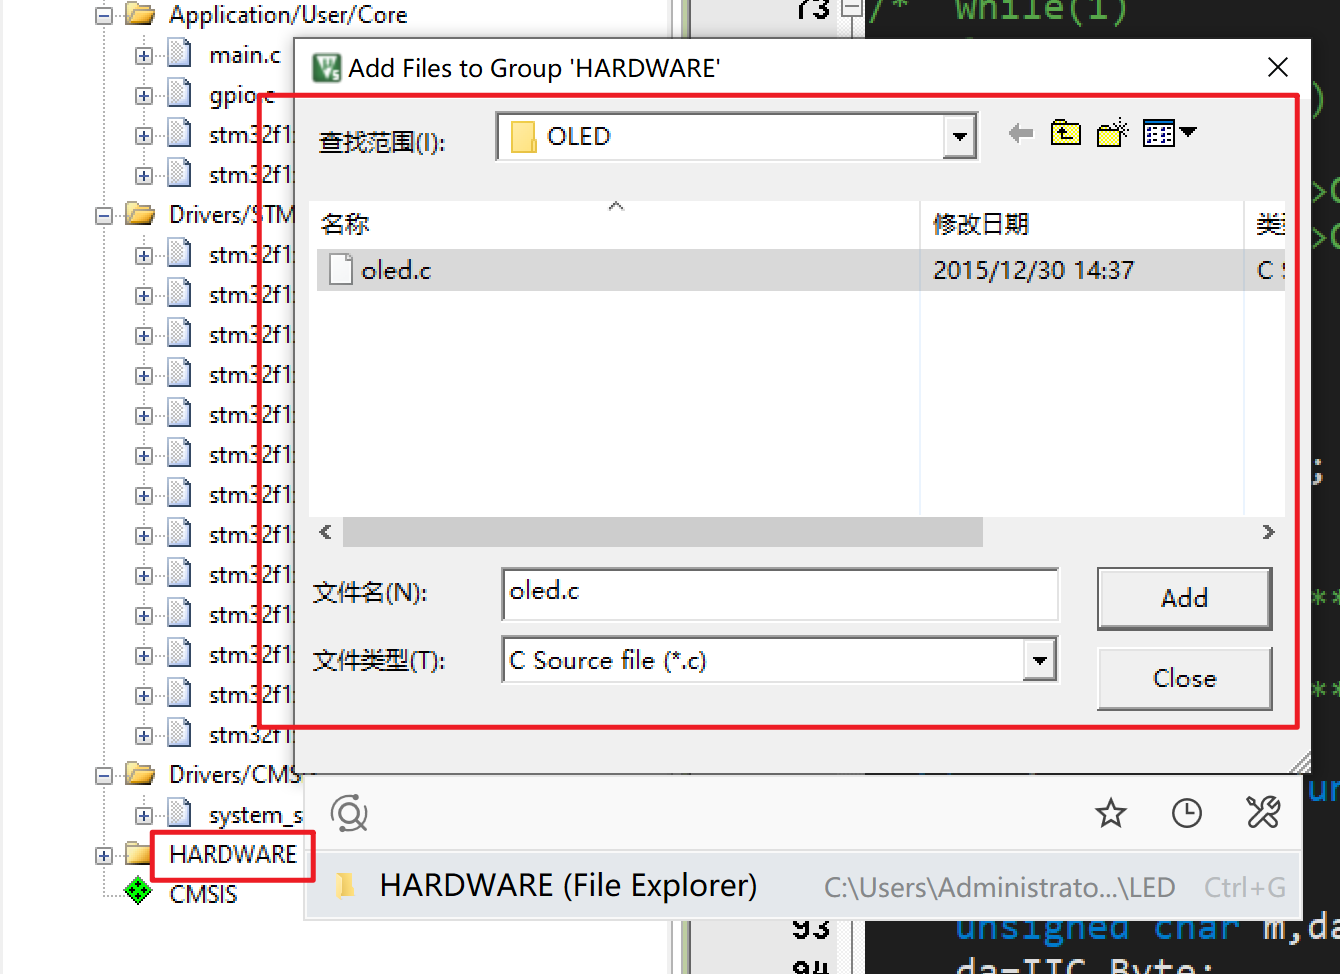 Application/User/Core
73
/* While(1)
main.c
Add Files to Group 'HARDWARE'
gpio.c
)
stm32f1
查找范围(I):
OLED
stm32f1
>C
Drivers/STM
名称
修改日期
类
>C
stm32f1
oled.c
2015/12/30 14:37
C S
stm32f1
stm32f1
stm32f1
stm32f1
stm32f1
;
stm32f1
stm32f1
stm32f1
文件名(N):
oled.c
Add
**
stm32f1
stm32f1
文件类型(T):
C Source file (*.c)
Close
stm32f1
**
stm32f1
Drivers/CMS
ur
system_s
HARDWARE
HARDWARE (File Explorer)
C:\Users\Administrato...\LED
Ctrl+G
CMSIS
93
unsigned char m,da
94
da=IIC_Byte;